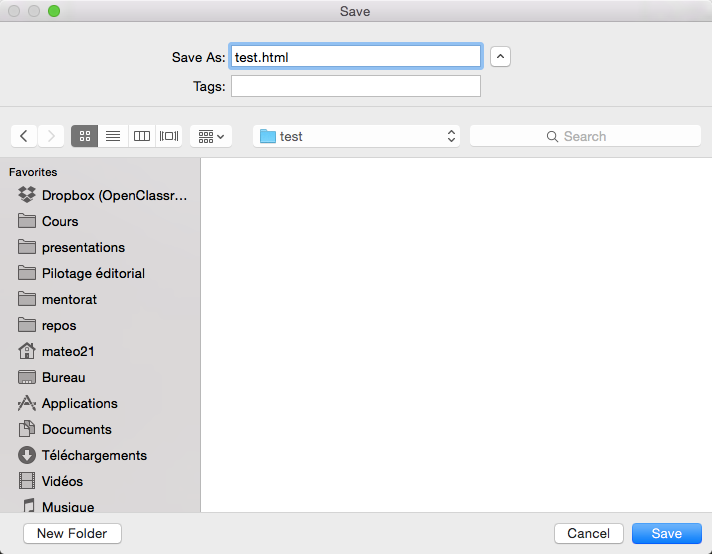 Save
Save As: test.html
Tags:
test
Search
Favorites
Dropbox (OpenClassr...
Cours
presentations
Pilotage éditorial
mentorat
repos
mateo21
Bureau
Applications
Documents
Téléchargements
Vidéos
Musique
New Folder Cancel Save